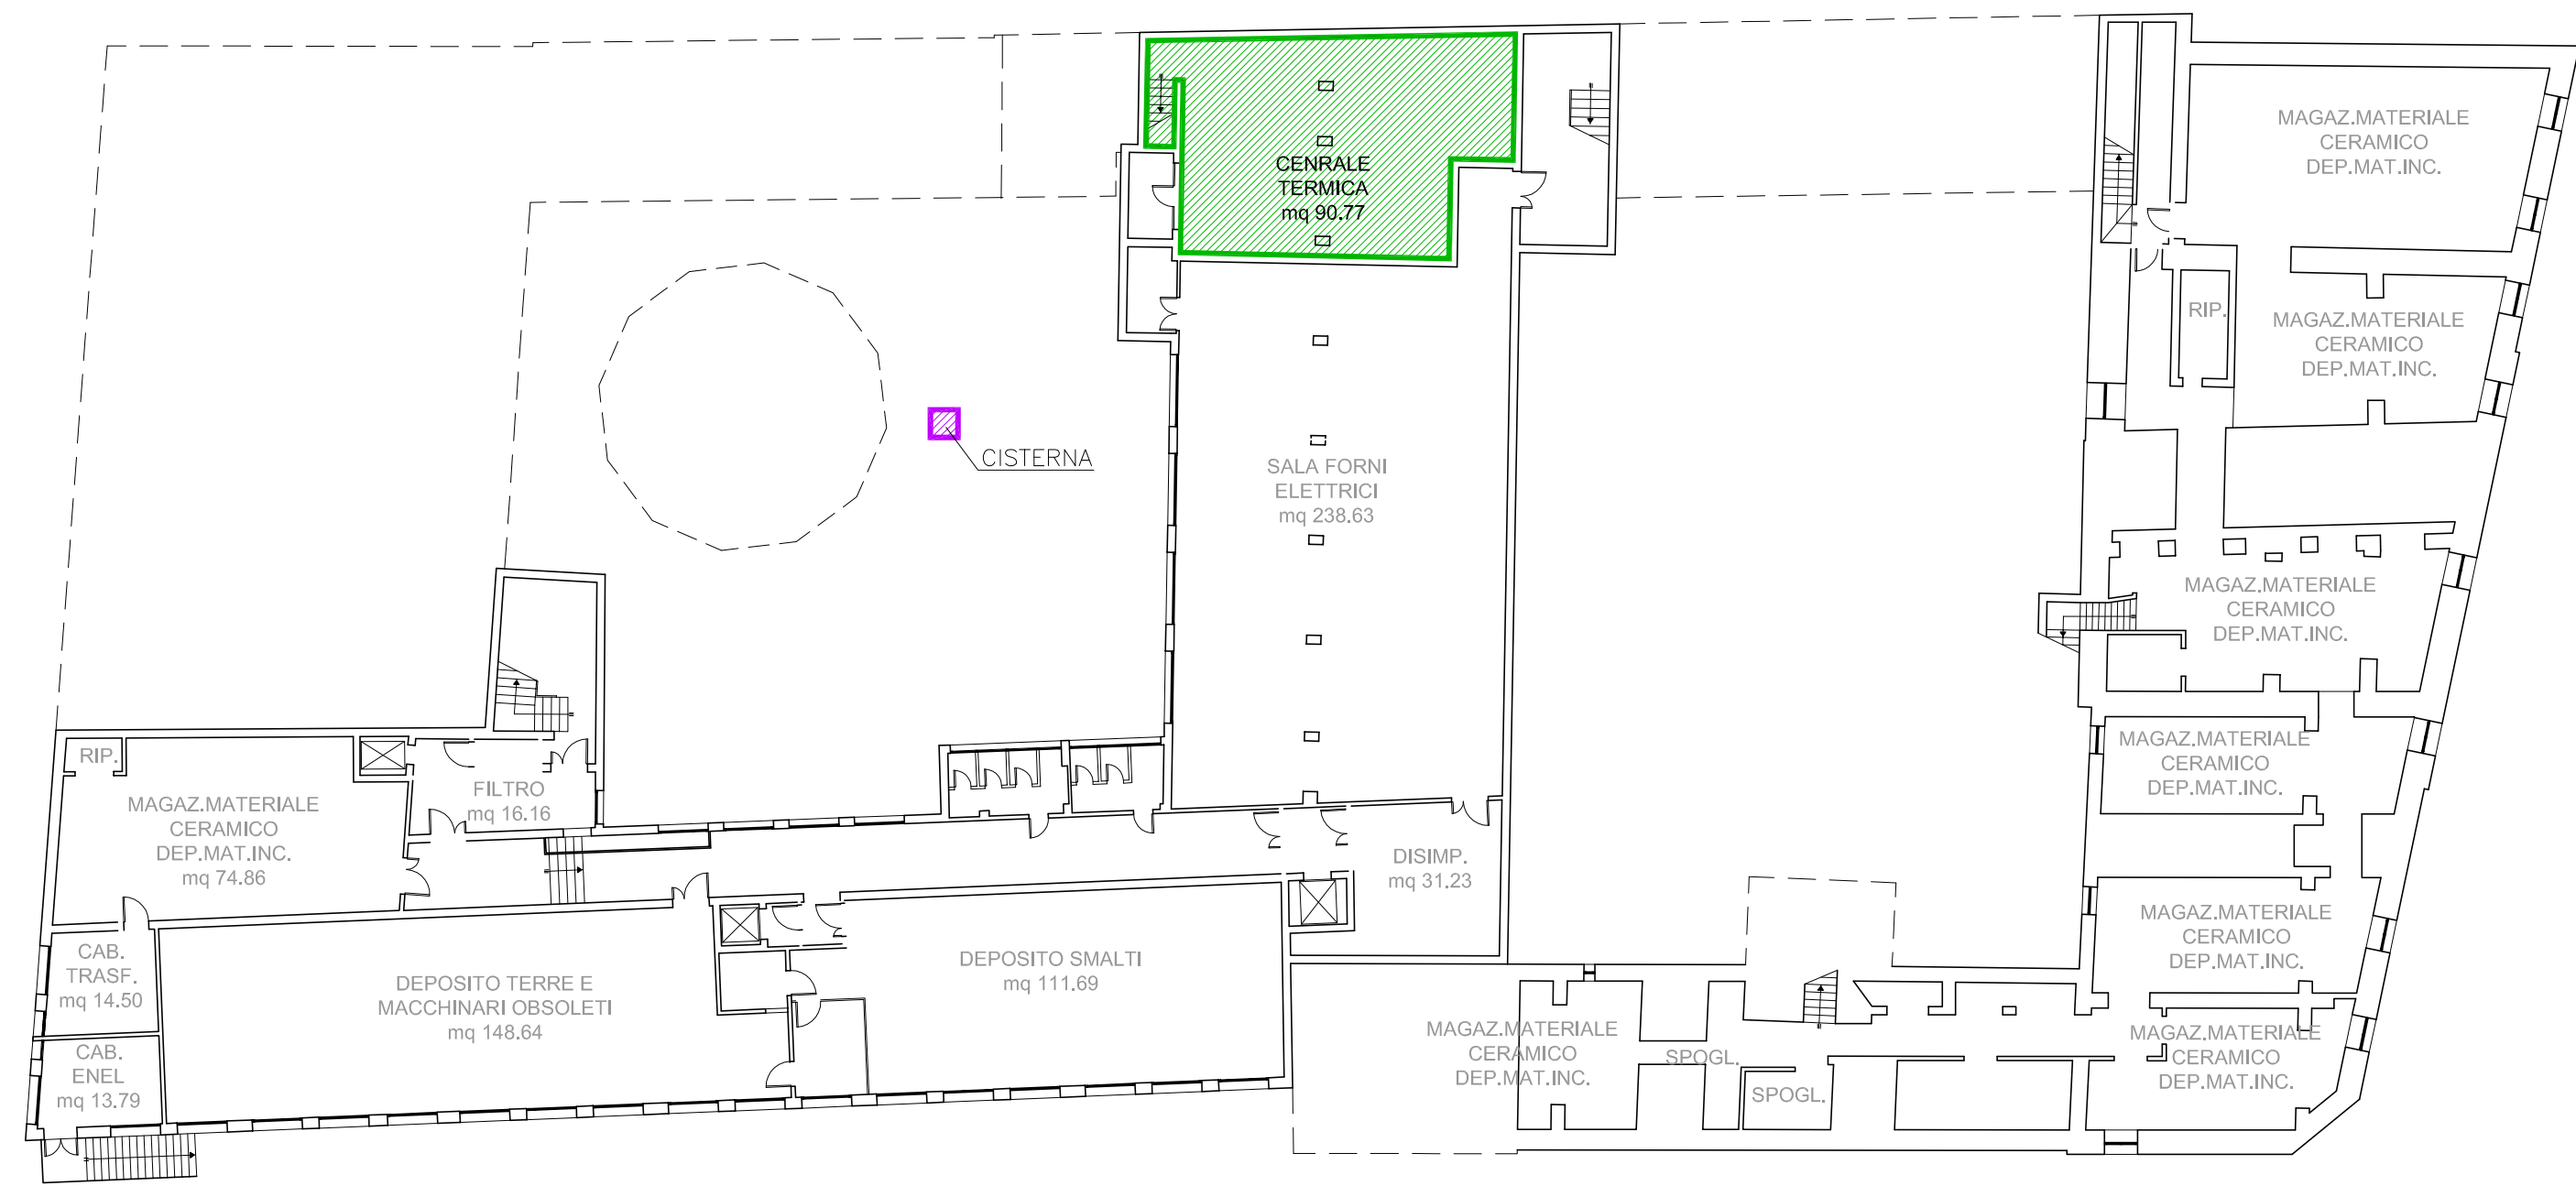 MAGAZ.MATERIALE
CERAMICO
DEP.MAT.INC.
CENRALE
TERMICA
mq 90.77
RIP.
MAGAZ.MATERIALE
CERAMICO
DEP.MAT.INC.
CISTERNA
SALA FORNI
ELETTRICI
mq 238.63
MAGAZ.MATERIALE
CERAMICO
DEP.MAT.INC.
RIP.
MAGAZ.MATERIALE
CERAMICO
DEP.MAT.INC.
mq 74.86
FILTRO
mq 16.16
MAGAZ.MATERIALE
CERAMICO
DEP.MAT.INC.
DISIMP.
mq 31.23
MAGAZ.MATERIALE
CERAMICO
DEP.MAT.INC.
CAB.
TRASF.
mq 14.50
DEPOSITO TERRE E
MACCHINARI OBSOLETI
mq 148.64
DEPOSITO SMALTI
mq 111.69
MAGAZ.MATERIALE
CERAMICO
DEP.MAT.INC.
SPOGL.
SPOGL.
MAGAZ.MATERIALE
CERAMICO
DEP.MAT.INC.
CAB.
ENEL
mq 13.79